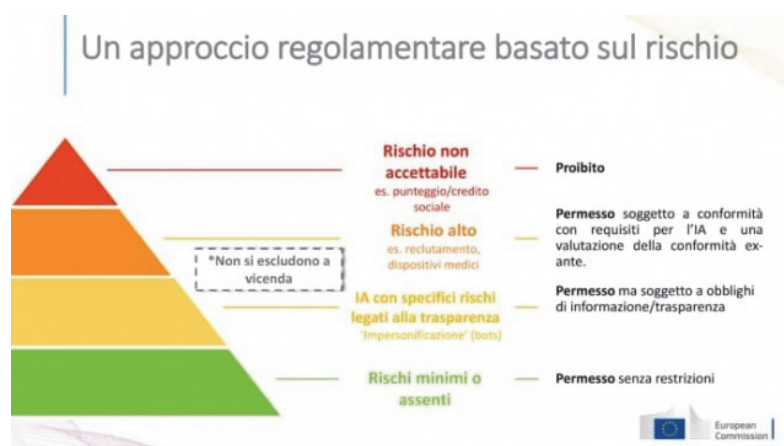 Un approccio regolamentare basato sul rischio
Rischio non
accettabile
es. punteggio/credito
sociale
Proibito
Rischio alto
es. reclutamento,
dispositivi medici
Permesso soggetto a conformità
con requisiti per l'IA e una
valutazione della conformità ex-
ante.
*Non si escludono a
vicenda
IA con specifici rischi
legati alla trasparenza
'Impersonificazione' (bots)
Permesso ma soggetto a obblighi
di informazione/trasparenza
Rischi minimi o
assenti
Permesso senza restrizioni
European
Commission